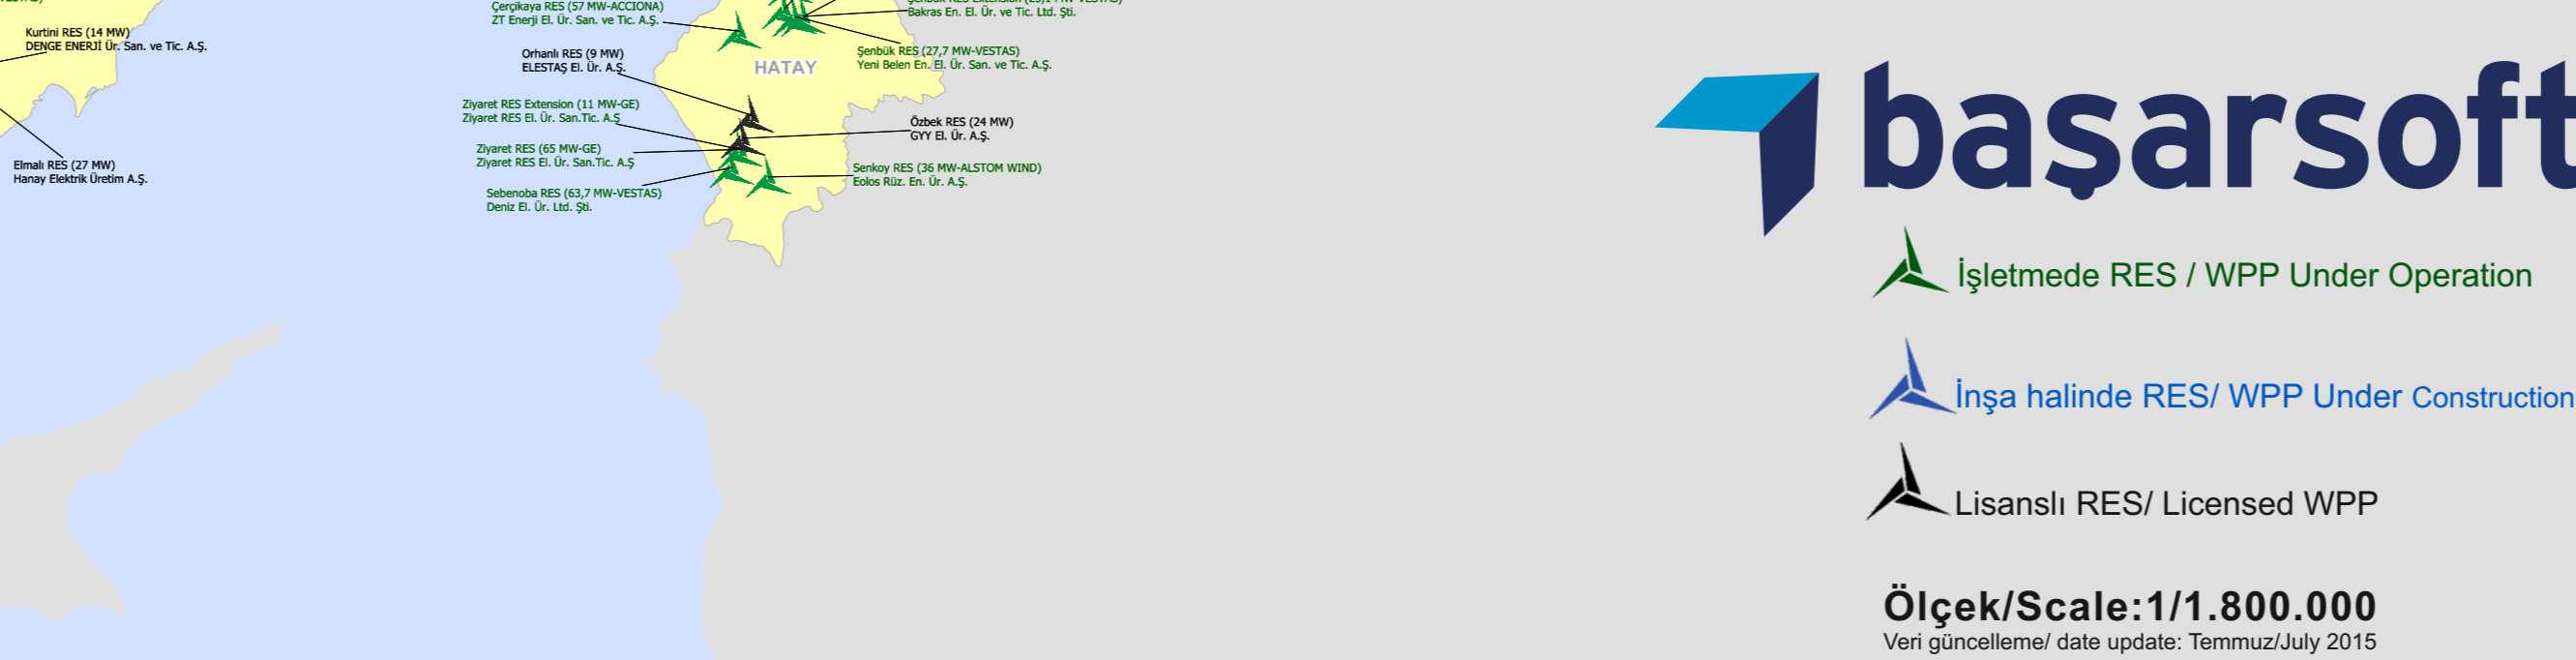 Çerçikaya RES (57 MW-ACCIONA)
ZT Enerji El. Ür. San. ve Tic. A.Ş.
Bakras En. El. Ür. ve Tic. Ltd. Şti.
Kurtini RES (14 MW)
DENGE ENERJİ Ür. San. ve Tic. A.Ş.
Orhanlı RES (9 MW)
ELESTAŞ El. Ür. A.Ş.
Şenbük RES (27,7 MW-VESTAS)
Yeni Belen En. El. Ür. San. ve Tic. A.Ş.
HATAY
Ziyaret RES Extension (11 MW-GE)
Ziyaret RES El. Ür. San.Tic. A.Ş
Özbek RES (24 MW)
GYY El. Ür. A.Ş.
Ziyaret RES (65 MW-GE)
Ziyaret RES El. Ür. San.Tic. A.Ş
Elmalı RES (27 MW)
Hanay Elektrik Üretim A.Ş.
Senkoy RES (36 MW-ALSTOM WIND)
Eolos Rüz. En. Ür. A.Ş.
Sebenoba RES (63,7 MW-VESTAS)
Deniz El. Ür. Ltd. Şti.
başarsoft
İşletmede RES / WPP Under Operation
İnşa halinde RES/ WPP Under Construction
Lisanslı RES/ Licensed WPP
Ölçek/Scale:1/1.800.000
Veri güncelleme/ date update: Temmuz/July 2015